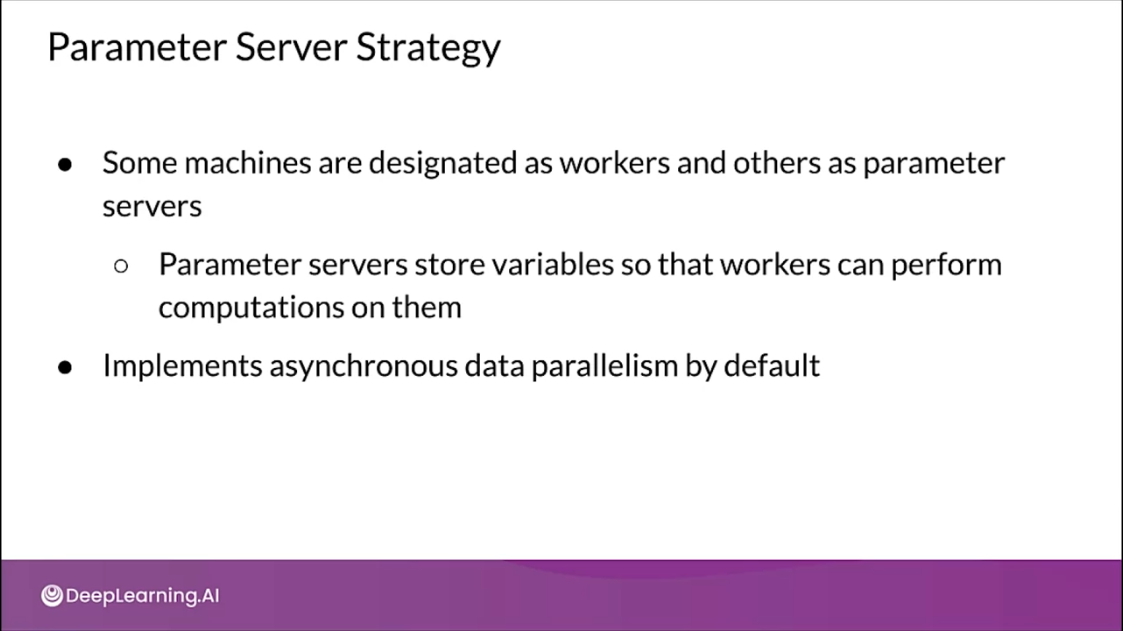 Parameter Server Strategy
● Some machines are designated as workers and others as parameter
servers
○ Parameter servers store variables so that workers can perform
computations on them
● Implements asynchronous data parallelism by default
DeepLearning.AI